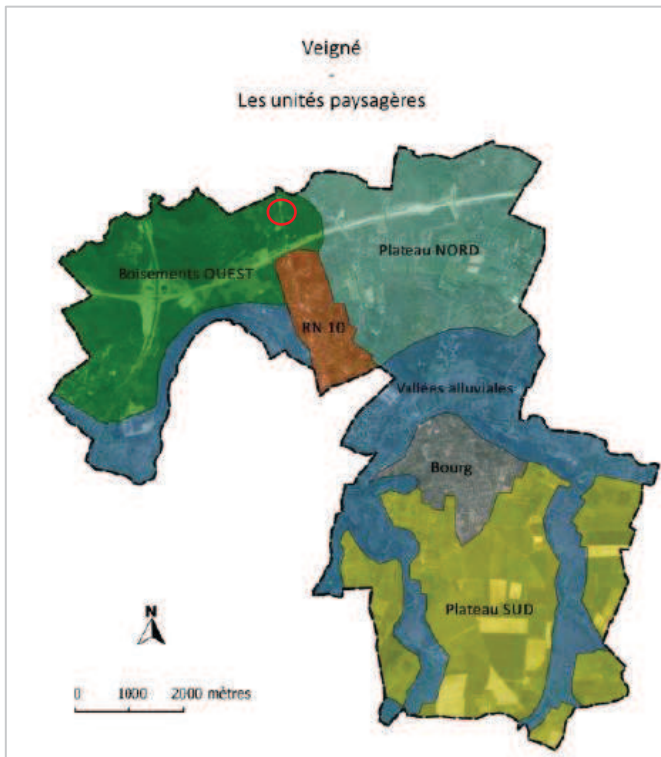 Veigné
-
Les unités paysagères
Plateau NORD
Boisements OUEST
RN 10
Vallées alluviales
Bourg
Plateau SUD
N
0 1000 2000 mètres